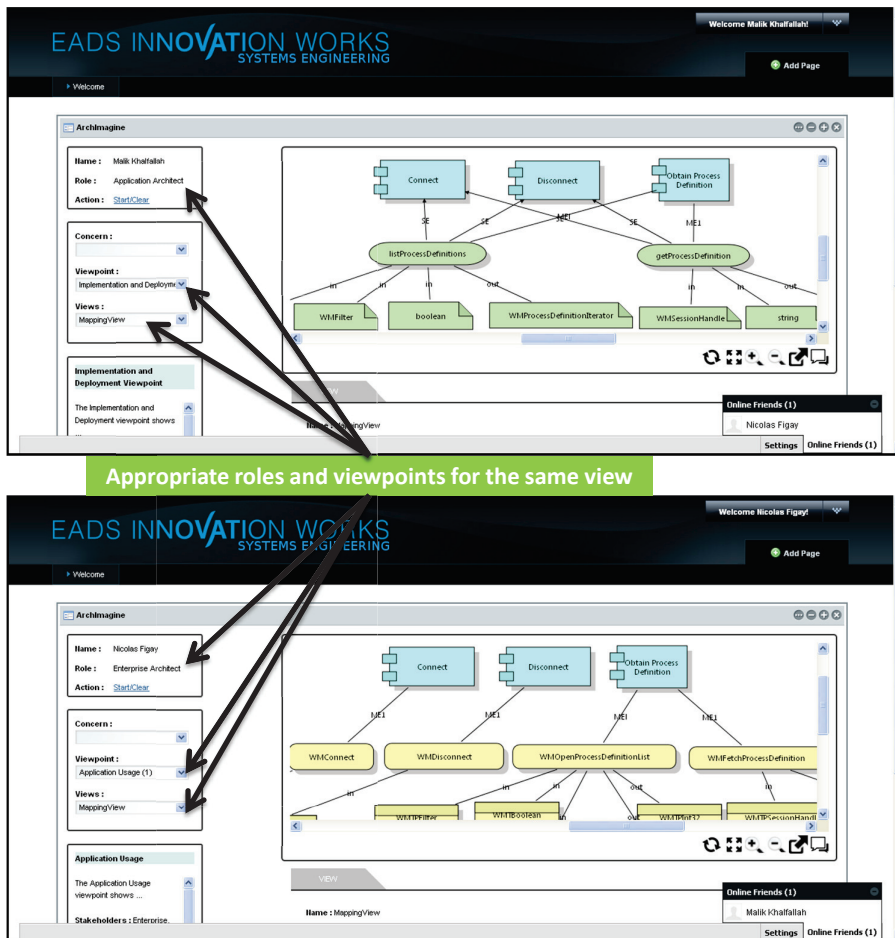 Welcome Malik Khalfallah!
EADS INNOVATION WORKS
SYSTEMS ENGINEERING
Add Page
Welcome
ArchImagine
Name : Malik Khalfallah
Role : Application Architect
Action : Start/Clear
Concern :
Viewpoint :
Implementation and Deployme
Views :
MappingView
Implementation and
Deployment Viewpoint
The Implementation and
Deployment viewpoint shows
...
Connect
Disconnect
Obtain Process
Definition
SE
SE
SE
ME1
SE
ME1
listProcessDefinitions
getProcessDefinition
in
in
in
out
in
in
out
WMFilter
boolean
WMProcessDefinitionIterator
WMSessionHandle
string
VIEW
Name : MappingView
Online Friends (1)
Nicolas Figay
Settings
Online Friends (1)
Appropriate roles and viewpoints for the same view
Welcome Nicolas Figay!
EADS INNOVATION WORKS
SYSTEMS ENGINEERING
Add Page
Welcome
ArchImagine
Name : Nicolas Figay
Role : Enterprise Architect
Action : Start/Clear
Concern :
Viewpoint :
Application Usage (1)
Views :
MappingView
Application Usage
The Application Usage
viewpoint shows ...
Stakeholders : Enterprise,
Connect
Disconnect
Obtain Process
Definition
ME1
ME1
ME1
ME1
WMConnect
WMDisconnect
WMOpenProcessDefinitionList
WMFetchProcessDefinition
in
in
in
in
out
in
out
in
WMTPFilter
WMTBoolean
WMTPInt32
WMTPSessionHandl
VIEW
Name : MappingView
Online Friends (1)
Malik Khalfallah
Settings
Online Friends (1)